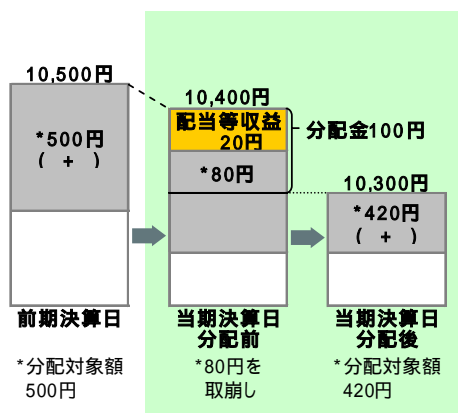 10,500円
*500円
( + )
前期決算日
*分配対象額
500円
10,400円
配当等収益
20円
*80円
分配金100円
当期決算日
分配前
*80円を
取崩し
10,300円
*420円
( + )
当期決算日
分配後
*分配対象額
420円